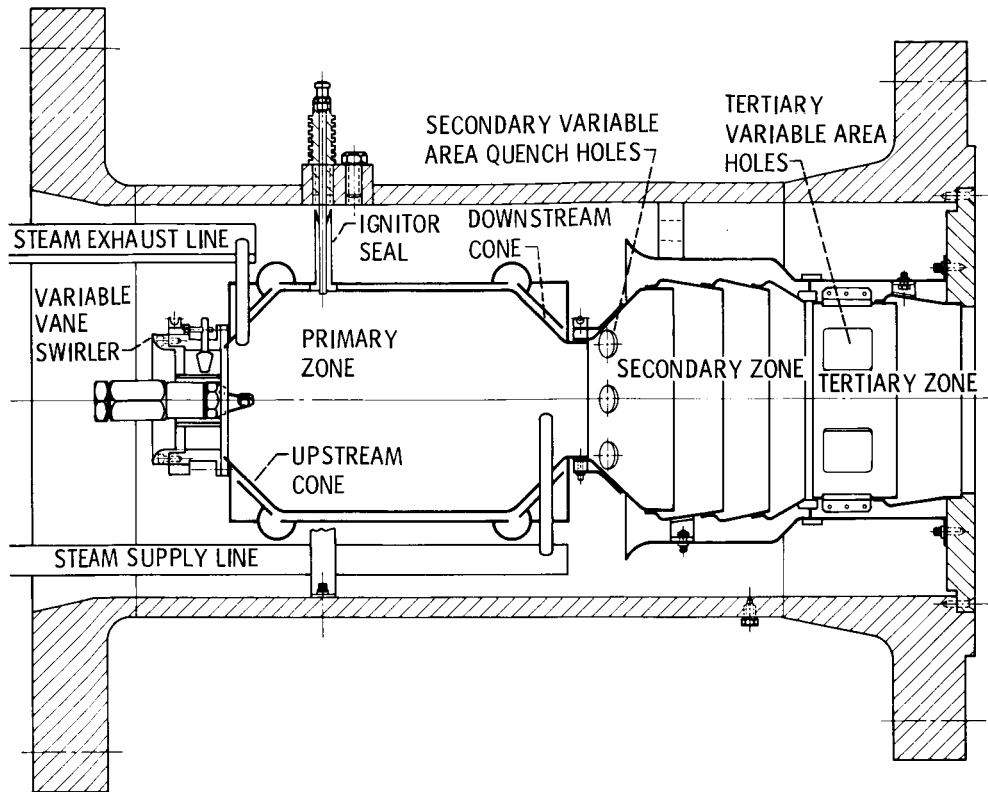 TERTIARY
VARIABLE AREA
HOLES
SECONDARY VARIABLE
AREA QUENCH HOLES
DOWNSTREAM
CONE
IGNITOR
SEAL
STEAM EXHAUST LINE
VARIABLE
VANE
SWIRLER
PRIMARY
ZONE
SECONDARY ZONE
TERTIARY ZONE
UPSTREAM
CONE
STEAM SUPPLY LINE